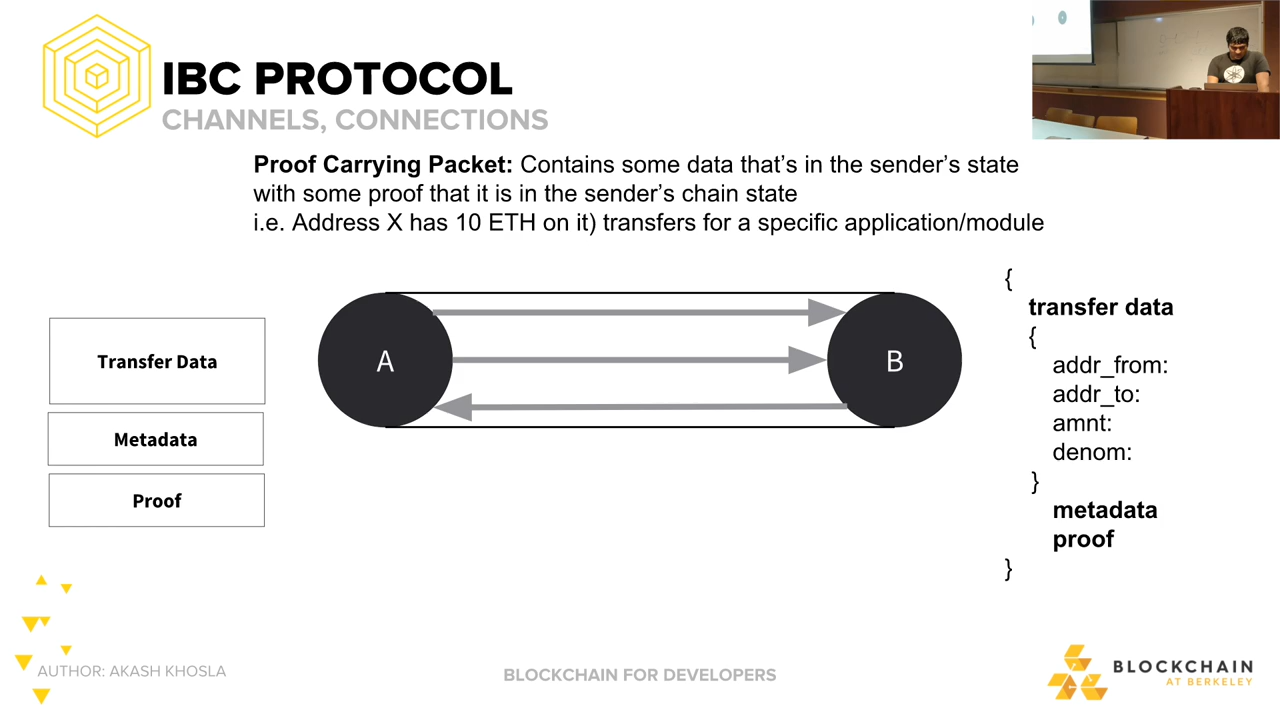 IBC PROTOCOL
CHANNELS, CONNECTIONS
Proof Carrying Packet: Contains some data that's in the sender's state
with some proof that it is in the sender's chain state
i.e. Address X has 10 ETH on it) transfers for a specific application/module
Transfer Data
Metadata
Proof
A
B
{
transfer data
{
addr_from:
addr_to:
amnt:
denom:
}
metadata
proof
}
AUTHOR: AKASH KHOSLA
BLOCKCHAIN FOR DEVELOPERS
BLOCKCHAIN
AT BERKELEY